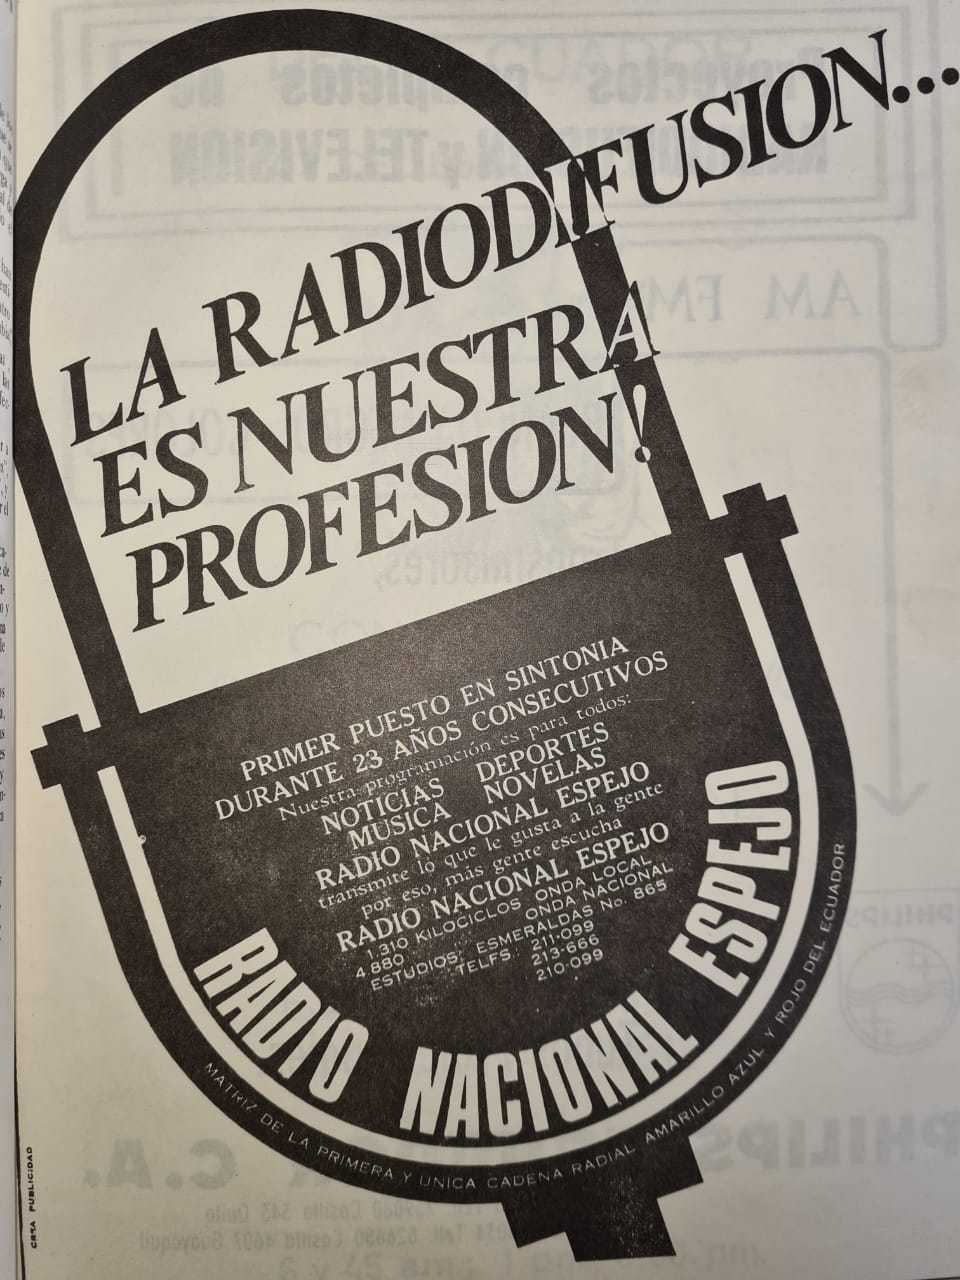 LA RADIODIFUSION...
ES NUESTRA
PROFESION!
PRIMER PUESTO EN SINTONIA
DURANTE 23 AÑOS CONSECUTIVOS
Nuestra programación es para todos:
NOTICIAS DEPORTES
MUSICA NOVELAS
RADIO NACIONAL ESPEJO
transmite lo que le gusta a la gente
por eso, más gente escucha
RADIO NACIONAL ESPEJO
1.310 KILOCICLOS ONDA LOCAL
4.880 " ONDA NACIONAL
ESTUDIOS: ESMERALDAS No. 865
TELFS. 211-099
213-666
210-099
RADIO NACIONAL ESPEJO
MATRIZ DE LA PRIMERA Y UNICA CADENA RADIAL AMARILLO AZUL Y ROJO DEL ECUADOR
PUBLICIDAD